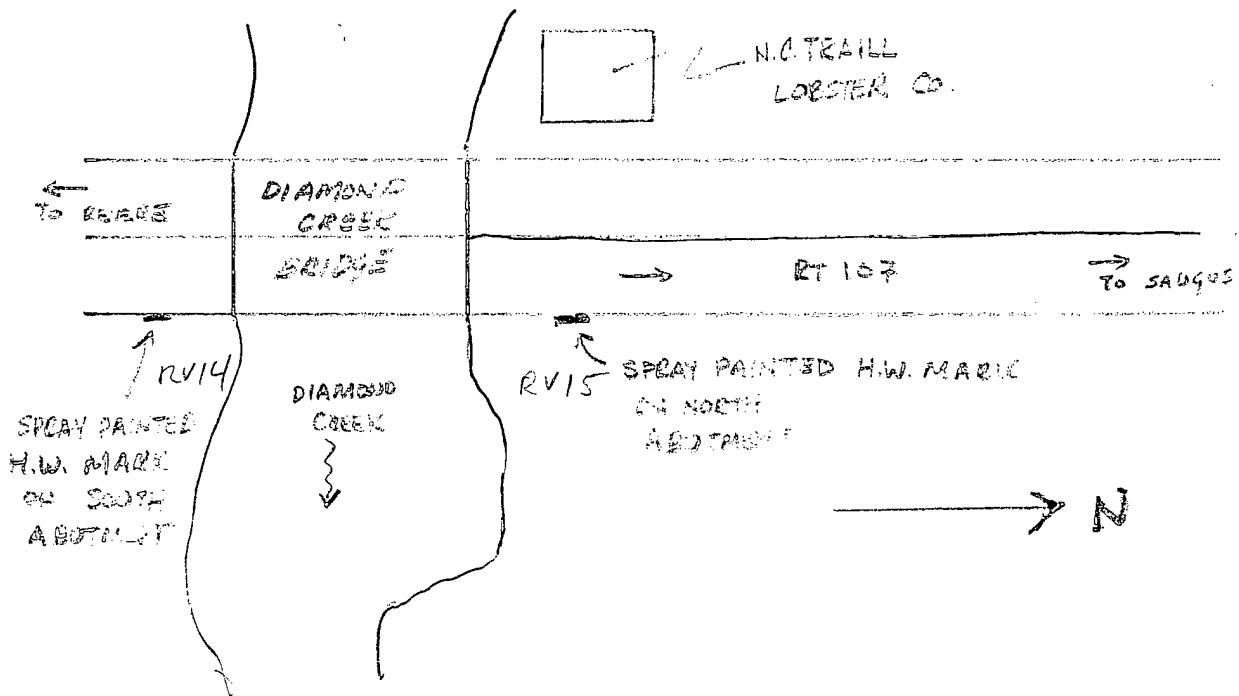 N.C. TRAILL
LOBSTER CO.
DIAMOND
CREEK
BRIDGE
TO REVERE
RT 107
TO SAUGUS
RV14
SPRAY PAINTED
H.W. MARK
ON SOUTH
ABUTMENT
DIAMOND
CREEK
RV15
SPRAY PAINTED H.W. MARK
ON NORTH
ABUTMENT
N